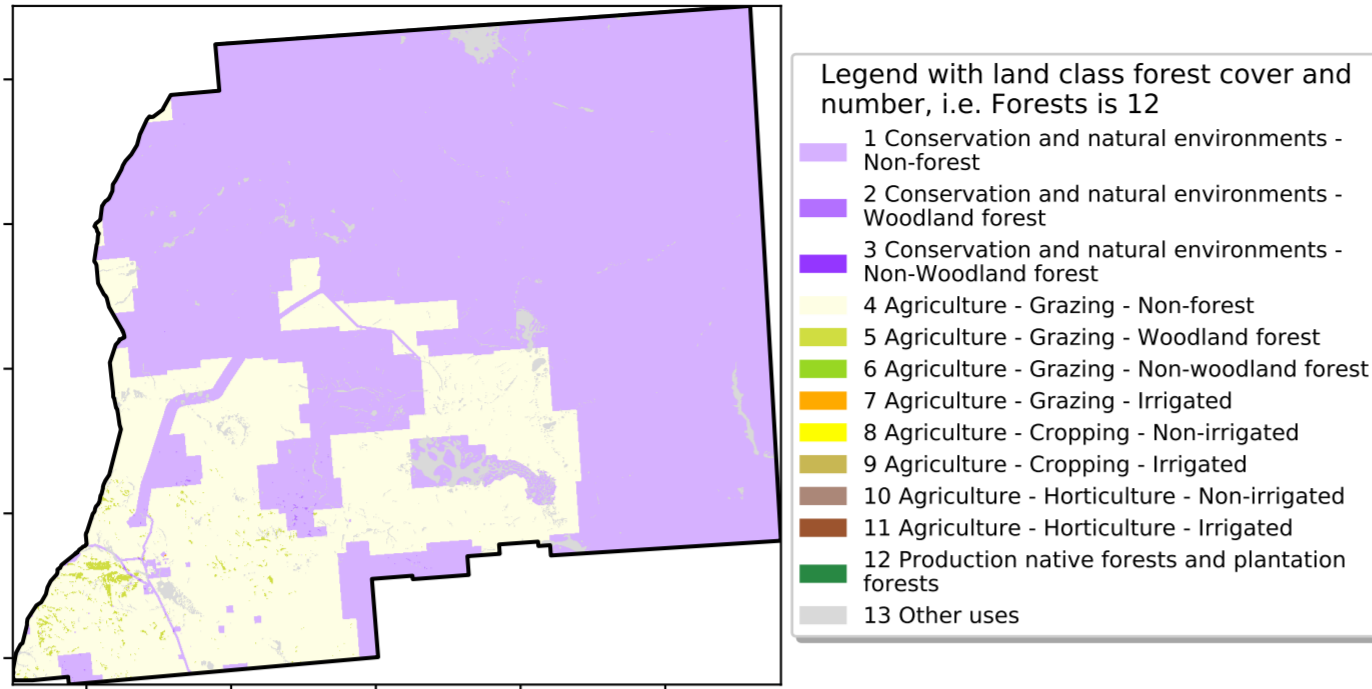 Legend with land class forest cover and
number, i.e. Forests is 12
1 Conservation and natural environments -
Non-forest
2 Conservation and natural environments -
Woodland forest
3 Conservation and natural environments -
Non-Woodland forest
4 Agriculture - Grazing - Non-forest
5 Agriculture - Grazing - Woodland forest
6 Agriculture - Grazing - Non-woodland forest
7 Agriculture - Grazing - Irrigated
8 Agriculture - Cropping - Non-irrigated
9 Agriculture - Cropping - Irrigated
10 Agriculture - Horticulture - Non-irrigated
11 Agriculture - Horticulture - Irrigated
12 Production native forests and plantation
forests
13 Other uses